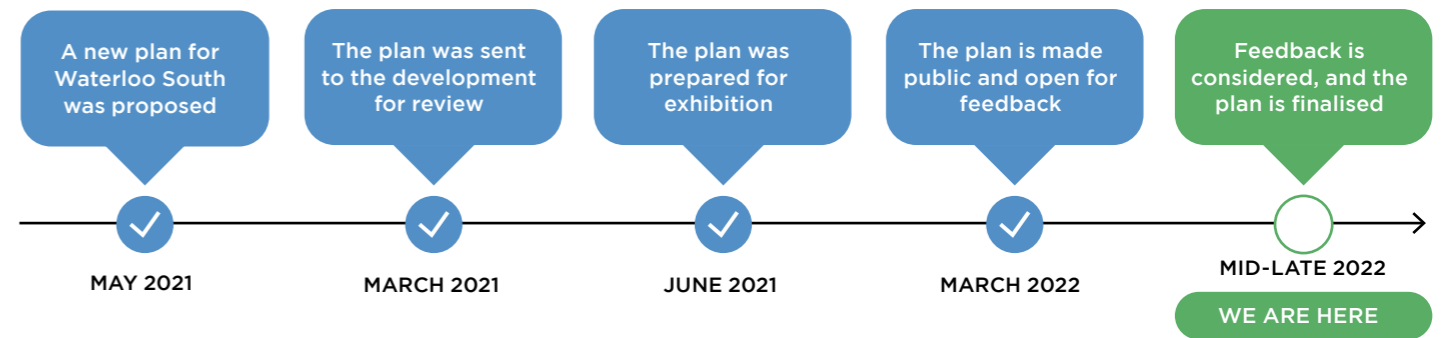 A new plan for
Waterloo South
was proposed
The plan was sent
to the development
for review
The plan was
prepared for
exhibition
The plan is made
public and open for
feedback
Feedback is
considered, and the
plan is finalised
MAY 2021
MARCH 2021
JUNE 2021
MARCH 2022
MID-LATE 2022
WE ARE HERE